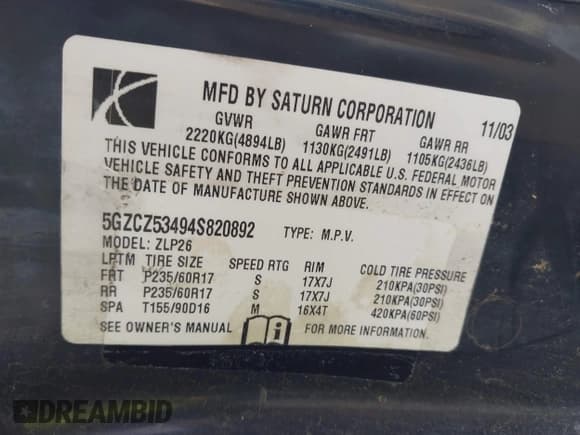 MFD BY SATURN CORPORATION 11/03
GVWR GAWR FRT GAWR RR
2220KG(4894LB) 1130KG(2491LB) 1105KG(2436LB)
THIS VEHICLE CONFORMS TO ALL APPLICABLE U.S. FEDERAL MOTOR
VEHICLE SAFETY AND THEFT PREVENTION STANDARDS IN EFFECT ON
THE DATE OF MANUFACTURE SHOWN ABOVE.
5GZCZ53494S820892 TYPE: M.P.V.
MODEL: ZLP26
LPTM TIRE SIZE SPEED RTG RIM COLD TIRE PRESSURE
FRT P235/60R17 S 17X7J 210KPA(30PSI)
RR P235/60R17 S 17X7J 210KPA(30PSI)
SPA T155/90D16 M 16X4T 420KPA(60PSI)
SEE OWNER'S MANUAL FOR MORE INFORMATION.
DREAMBID